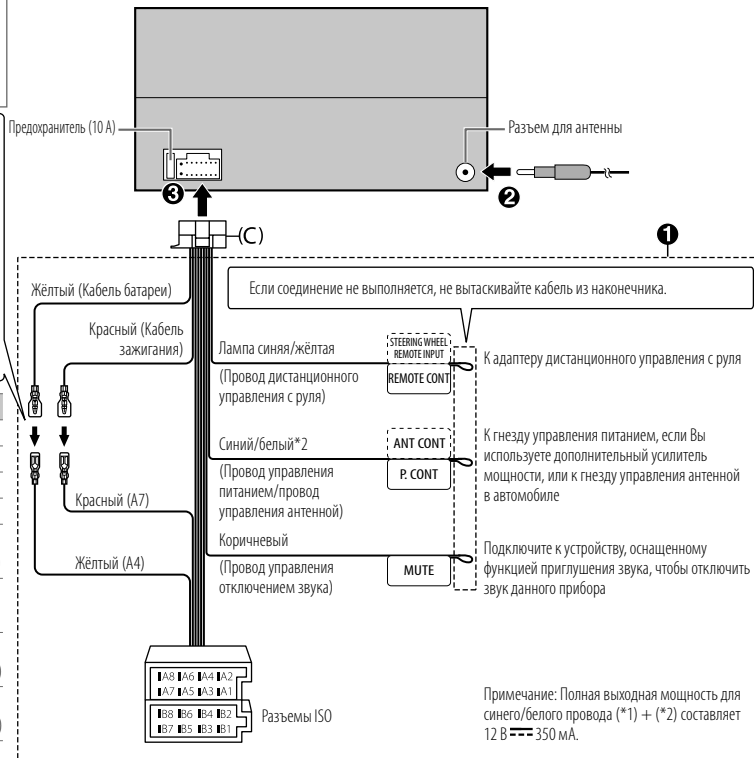 Предохранитель (10 А)
Разъем для антенны
❸
❷
(C)
❶
Жёлтый (Кабель батареи)
Если соединение не выполняется, не вытаскивайте кабель из наконечника.
Красный (Кабель
зажигания)
Лампа синяя/жёлтая
(Провод дистанционного
управления с руля)
STEERING WHEEL
REMOTE INPUT
REMOTE CONT
К адаптеру дистанционного управления с руля
Синий/белый*2
(Провод управления
питанием/провод
управления антенной)
ANT CONT
P. CONT
К гнезду управления питанием, если Вы
используете дополнительный усилитель
мощности, или к гнезду управления антенной
в автомобиле
Красный (A7)
Коричневый
(Провод управления
отключением звука)
MUTE
Подключите к устройству, оснащенному
функцией приглушения звука, чтобы отключить
звук данного прибора
Жёлтый (A4)
A8 A6 A4 A2
A7 A5 A3 A1
B8 B6 B4 B2
B7 B5 B3 B1
Разъемы ISO
Примечание: Полная выходная мощность для
синего/белого провода (*1) + (*2) составляет
12 В ⎓ 350 мА.
)
)